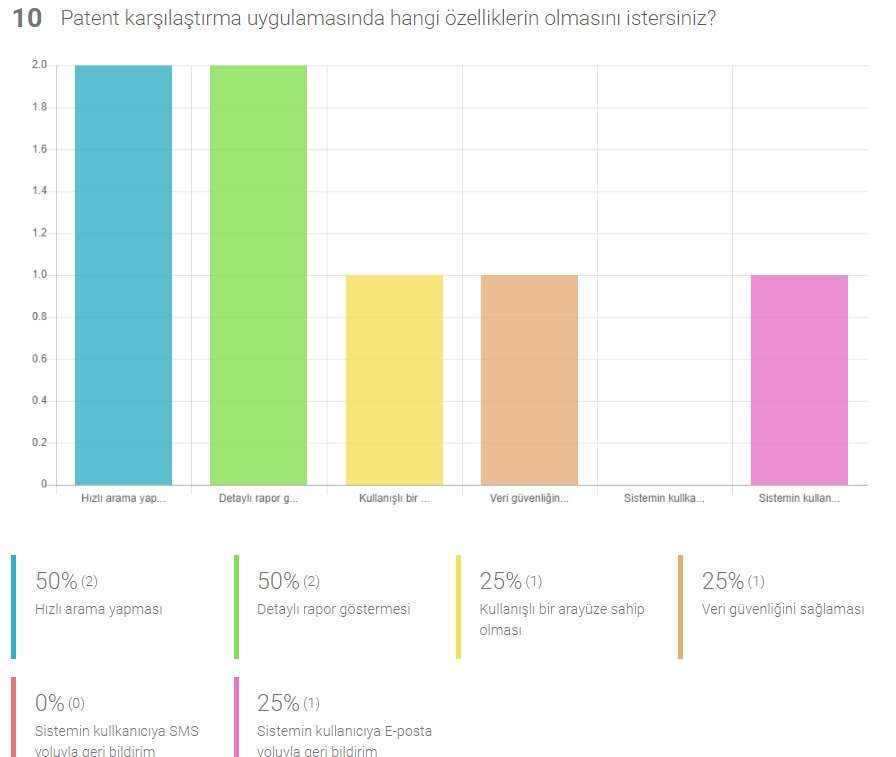 10 Patent karşılaştırma uygulamasında hangi özelliklerin olmasını istersiniz?
2.0
1.8
1.6
1.4
1.2
1.0
0.8
0.6
0.4
0.2
0
Hızlı arama yap... Detaylı rapor g... Kullanışlı bir ... Veri güvenliğin... Sistemin kullka... Sistemin kullan...
50% (2)
Hızlı arama yapması
50% (2)
Detaylı rapor göstermesi
25% (1)
Kullanışlı bir arayüze sahip
olması
25% (1)
Veri güvenliğini sağlaması
0% (0)
Sistemin kullkanıcıya SMS
yoluyla geri bildirim
25% (1)
Sistemin kullanıcıya E-posta
yoluyla geri bildirim